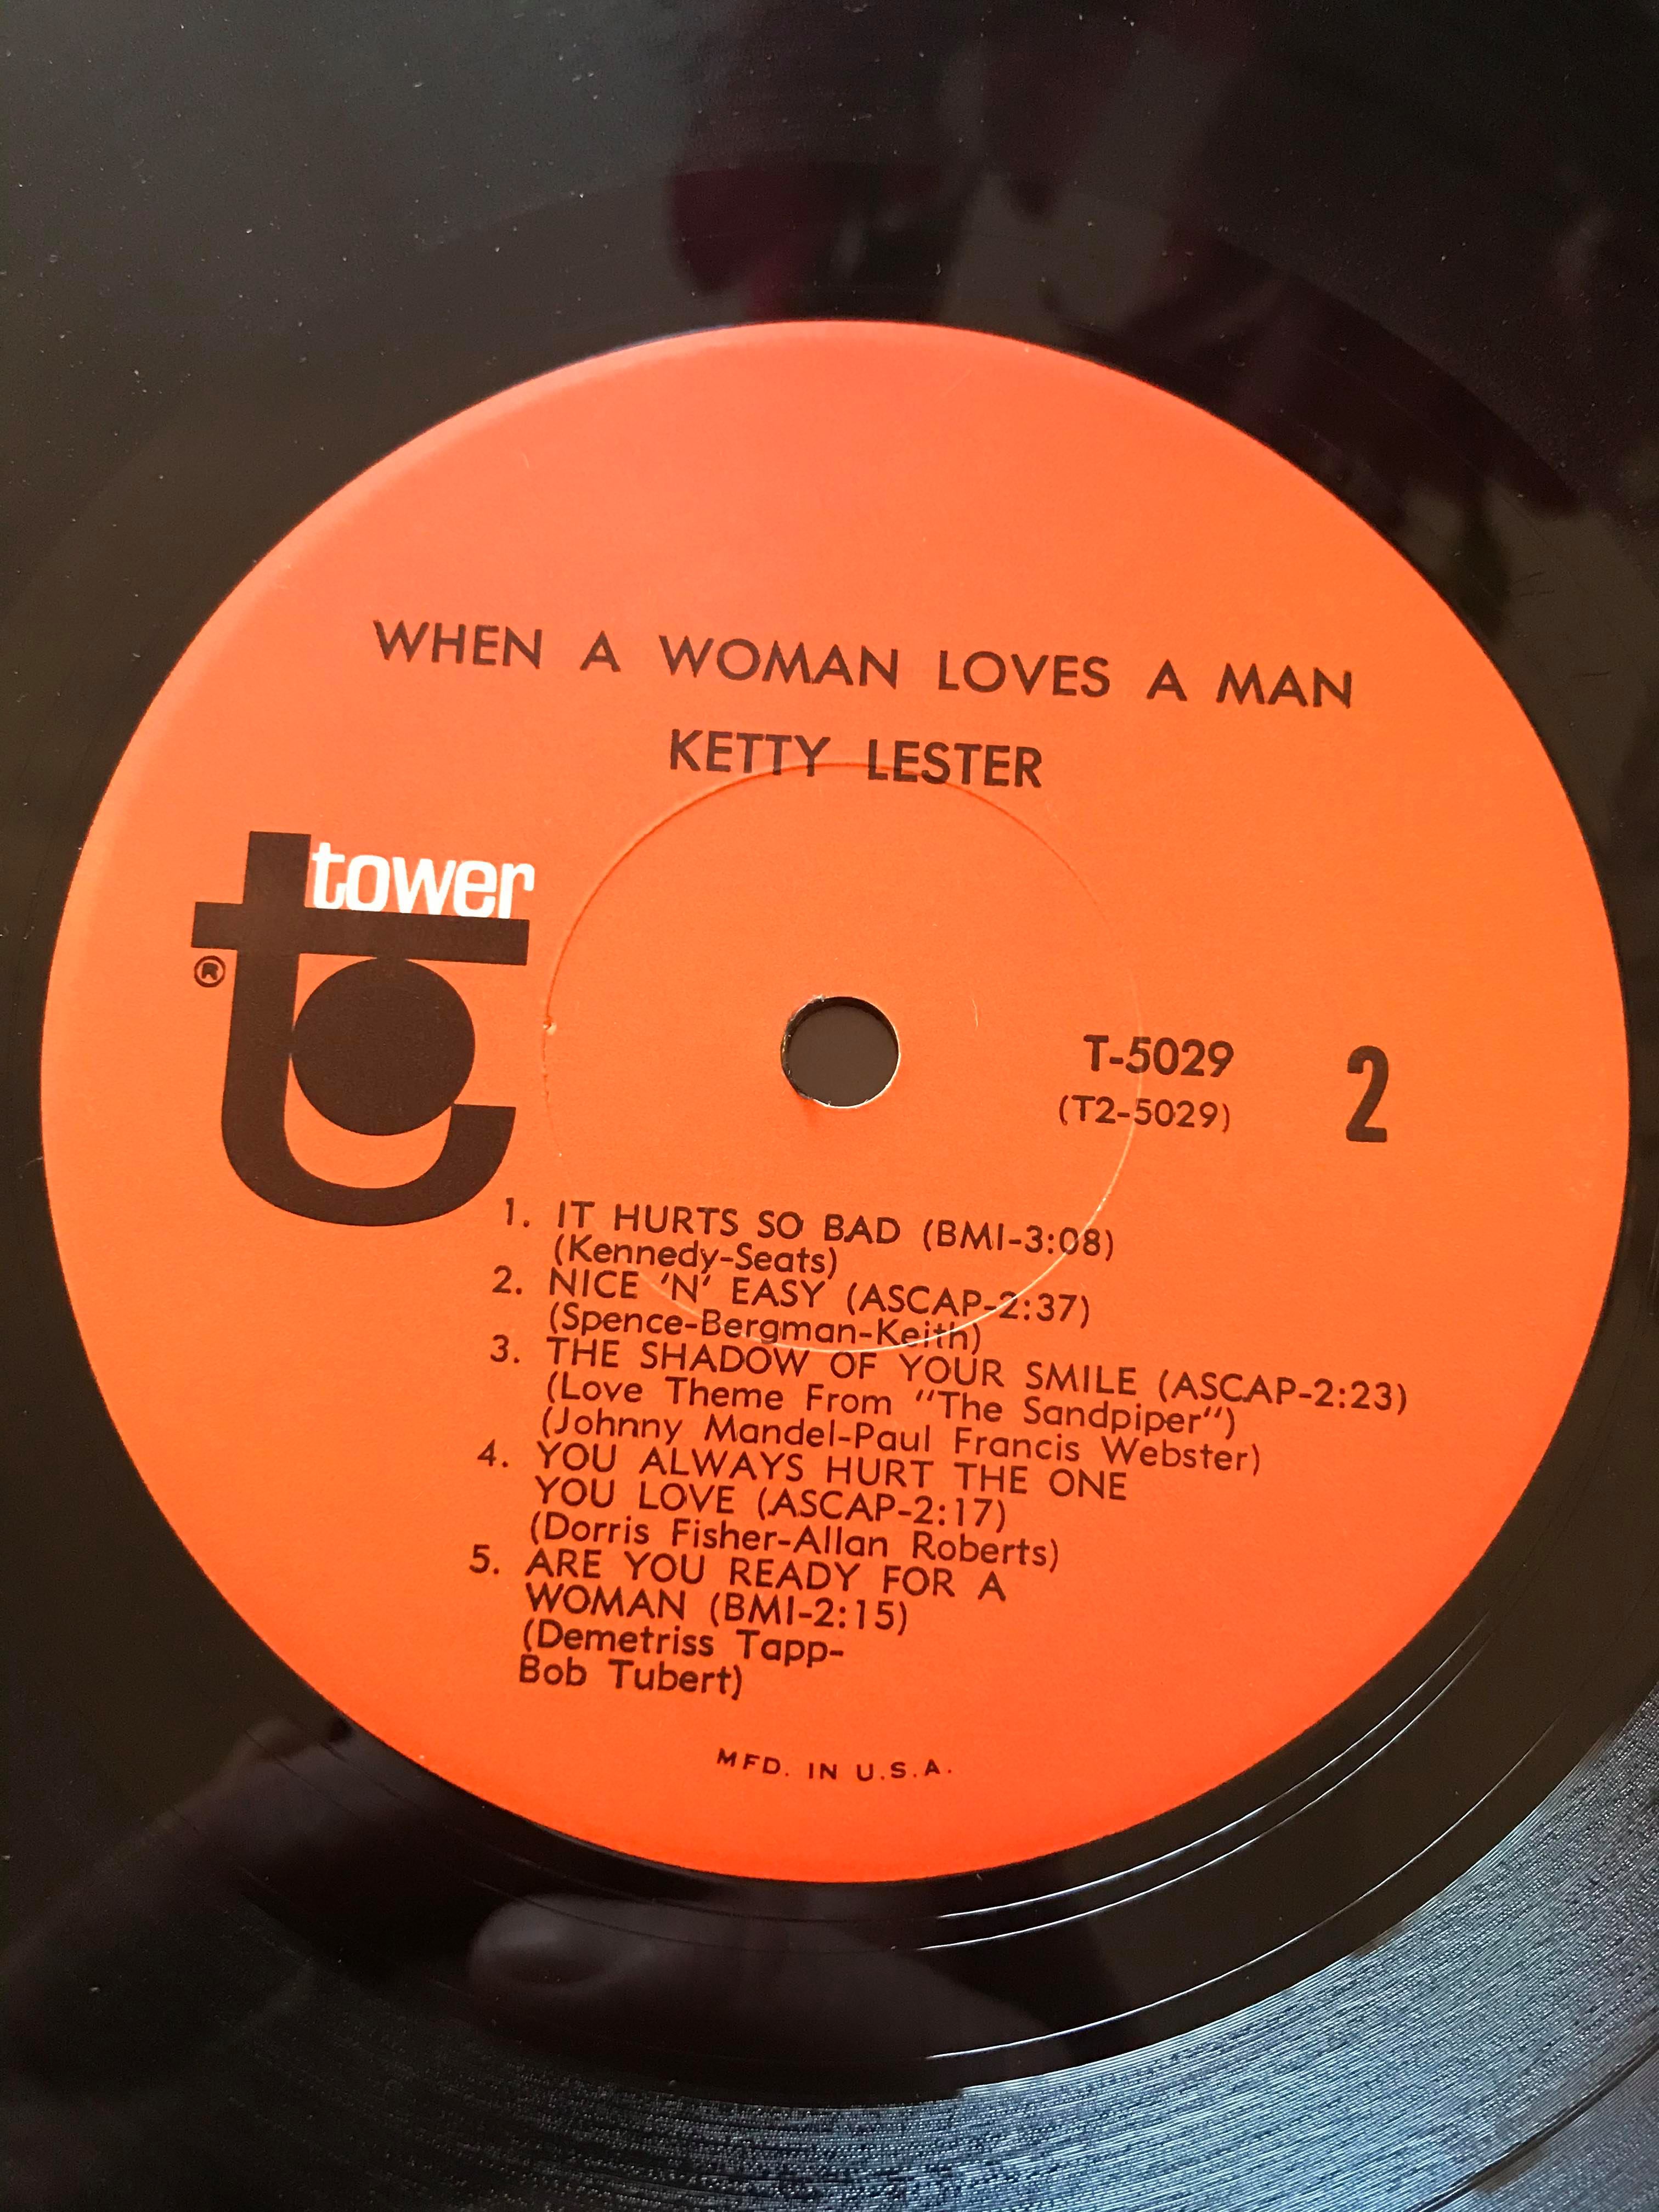 WHEN A WOMAN LOVES A MAN
KETTY LESTER
tower
®
T-5029
(T2-5029)
2
1. IT HURTS SO BAD (BMI-3:08)
(Kennedy-Seats)
2. NICE 'N' EASY (ASCAP-2:37)
(Spence-Bergman-Keith)
3. THE SHADOW OF YOUR SMILE (ASCAP-2:23)
(Love Theme From "The Sandpiper")
(Johnny Mandel-Paul Francis Webster)
4. YOU ALWAYS HURT THE ONE
YOU LOVE (ASCAP-2:17)
(Dorris Fisher-Allan Roberts)
5. ARE YOU READY FOR A
WOMAN (BMI-2:15)
(Demetriss Tapp-
Bob Tubert)
MFD. IN U.S.A.